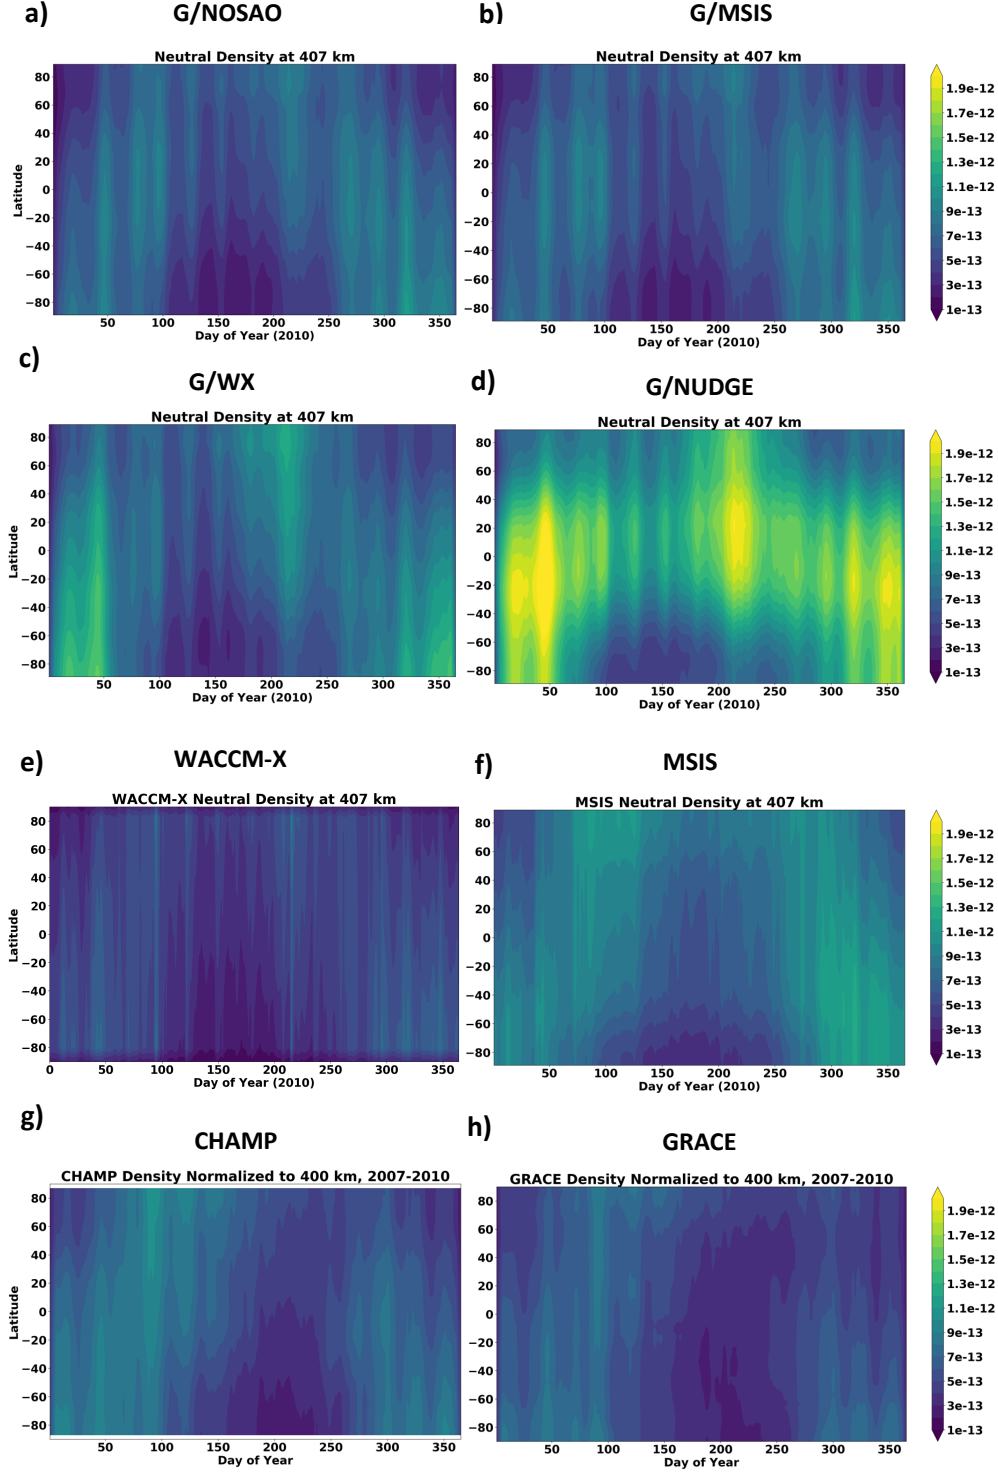 a)
G/NOSAO
b)
G/MSIS
Neutral Density at 407 km
Neutral Density at 407 km
80
60
40
20
0
−20
−40
−60
−80
Latitude
50
100
150
200
250
300
350
Day of Year (2010)
80
60
40
20
0
−20
−40
−60
−80
50
100
150
200
250
300
350
Day of Year (2010)
1.9e-12
1.7e-12
1.5e-12
1.3e-12
1.1e-12
9e-13
7e-13
5e-13
3e-13
1e-13
c)
G/WX
d)
G/NUDGE
Neutral Density at 407 km
Neutral Density at 407 km
80
60
40
20
0
−20
−40
−60
−80
Latitude
50
100
150
200
250
300
350
Day of Year (2010)
80
60
40
20
0
−20
−40
−60
−80
50
100
150
200
250
300
350
Day of Year (2010)
1.9e-12
1.7e-12
1.5e-12
1.3e-12
1.1e-12
9e-13
7e-13
5e-13
3e-13
1e-13
e)
WACCM-X
f)
MSIS
WACCM-X Neutral Density at 407 km
MSIS Neutral Density at 407 km
80
60
40
20
0
−20
−40
−60
−80
Latitude
0
50
100
150
200
250
300
350
Day of Year (2010)
80
60
40
20
0
−20
−40
−60
−80
50
100
150
200
250
300
350
Day of Year (2010)
1.9e-12
1.7e-12
1.5e-12
1.3e-12
1.1e-12
9e-13
7e-13
5e-13
3e-13
1e-13
g)
CHAMP
h)
GRACE
CHAMP Density Normalized to 400 km, 2007-2010
GRACE Density Normalized to 400 km, 2007-2010
80
60
40
20
0
−20
−40
−60
−80
Latitude
50
100
150
200
250
300
350
Day of Year
80
60
40
20
0
−20
−40
−60
−80
50
100
150
200
250
300
350
Day of Year
1.9e-12
1.7e-12
1.5e-12
1.3e-12
1.1e-12
9e-13
7e-13
5e-13
3e-13
1e-13